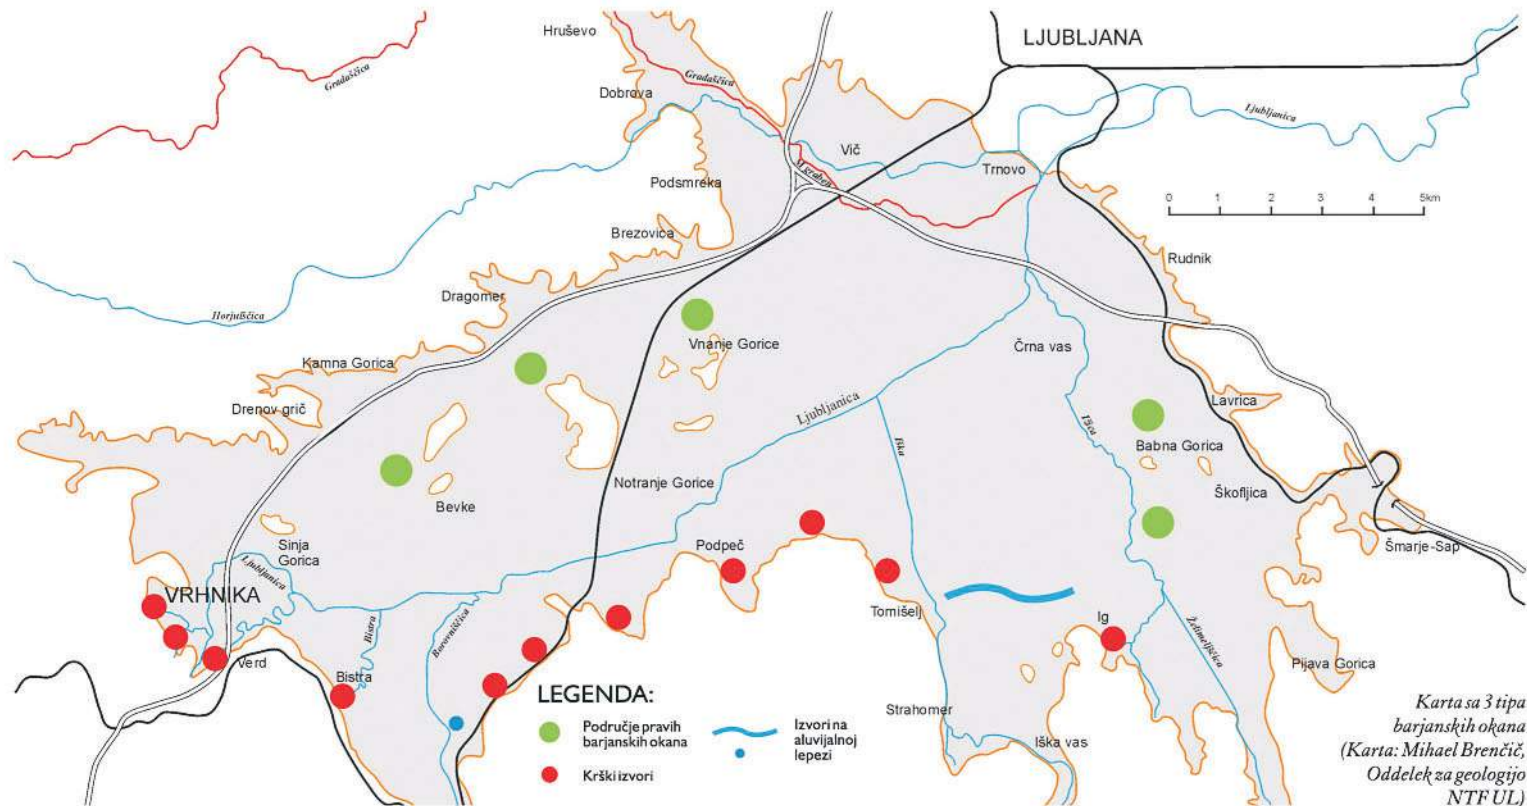 Hruševo
LJUBLJANA
Gradaščica
Gradaščica
Dobrova
Ljubljanica
Vič
M graben
Trnovo
Podsmreka
0 1 2 3 4 5km
Brezovica
Rudnik
Dragomer
Horjulščica
Vnanje Gorice
Črna vas
Kamna Gorica
Drenov grič
Ljubljanica
Lavrica
Iška
Išca
Babna Gorica
Notranje Gorice
Škofljica
Bevke
Sinja
Gorica
Podpeč
Šmarje-Sap
Ljubljanica
VRHNIKA
Tomišelj
Ig
Bistra
Borovniščica
Želimeljščica
Verd
Bistra
Pijava Gorica
Strahomer
Iška vas
LEGENDA:
Područje pravih
barjanskih okana
Krški izvori
Izvori na
aluvijalnoj
lepezi
Karta sa 3 tipa
barjanskih okana
(Karta: Mihael Brenčič,
Oddelek za geologijo
NTF UL)